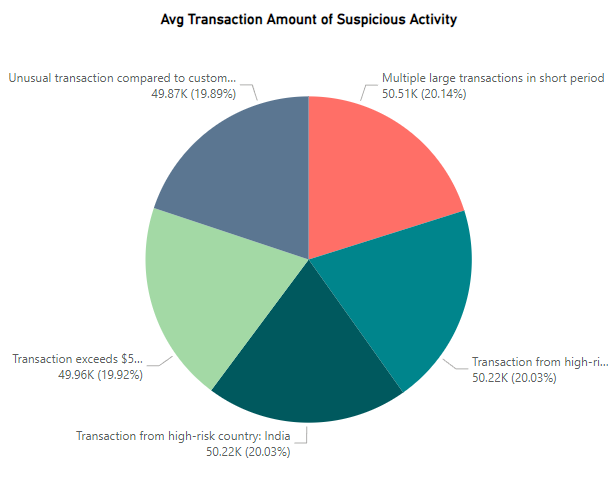 Avg Transaction Amount of Suspicious Activity
Unusual transaction compared to custom...
49.87K (19.89%)
Multiple large transactions in short period
50.51K (20.14%)
Transaction exceeds $5...
49.96K (19.92%)
Transaction from high-ri...
50.22K (20.03%)
Transaction from high-risk country: India
50.22K (20.03%)